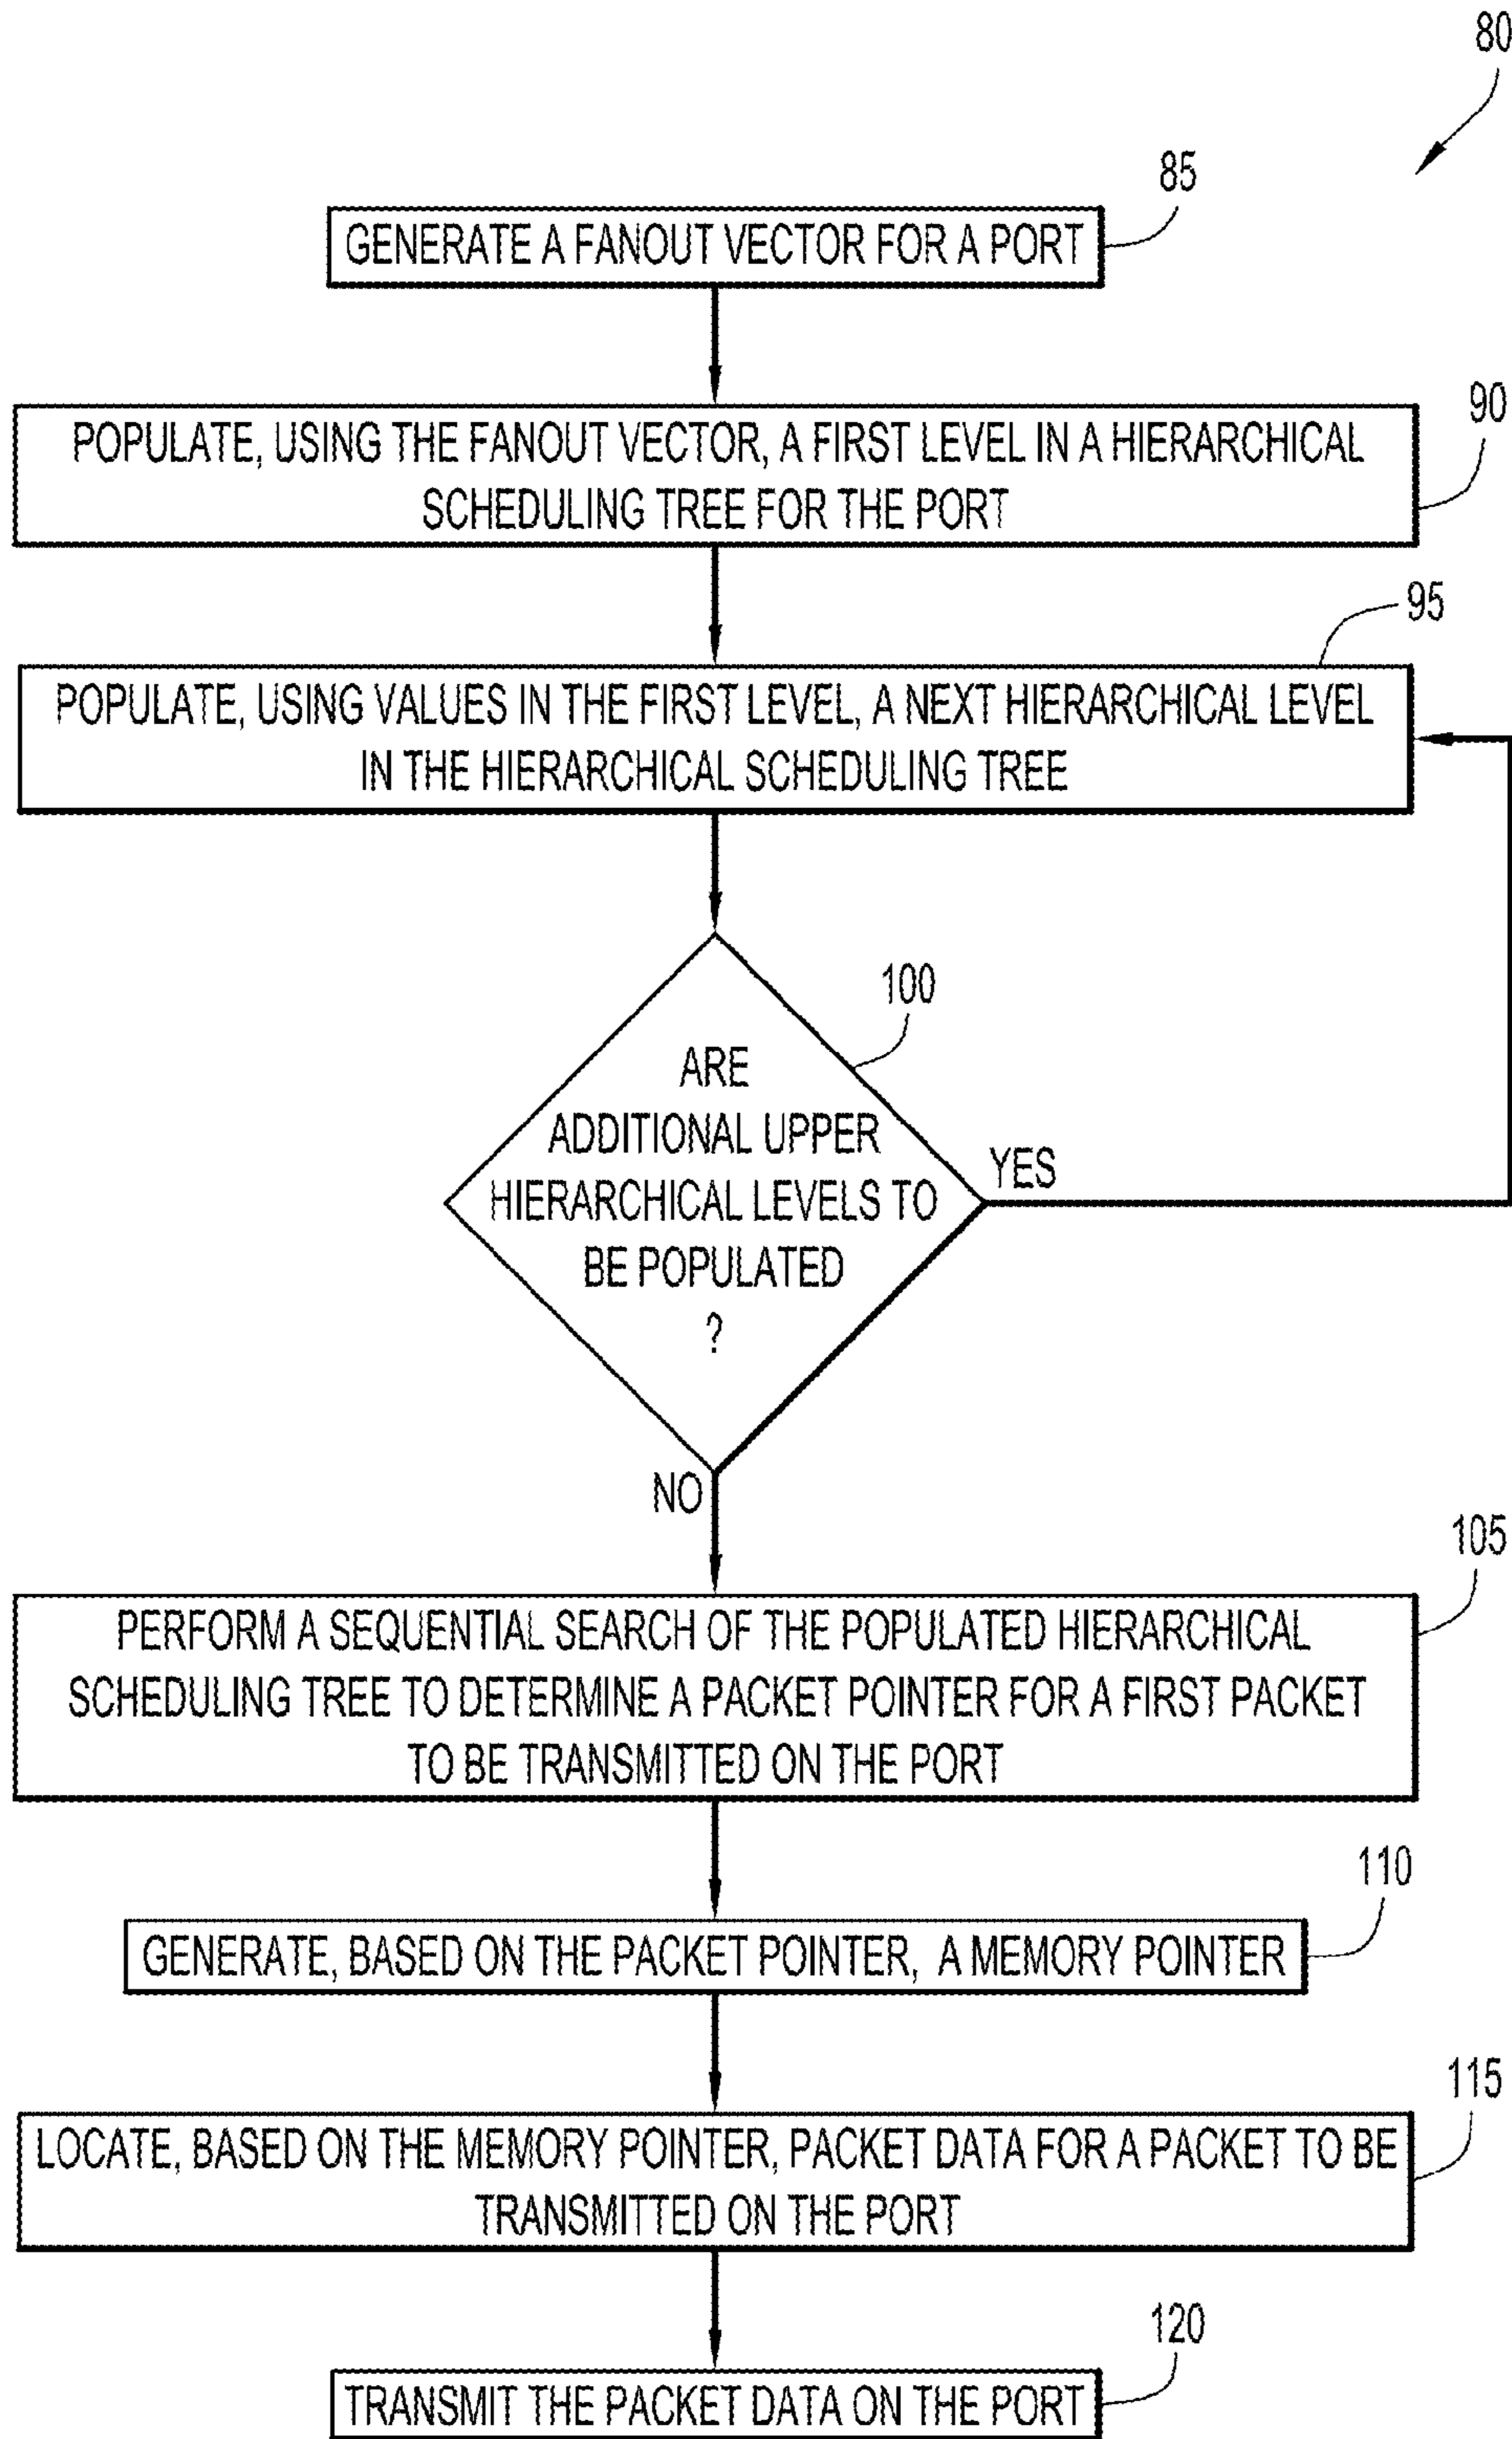 80
85
GENERATE A FANOUT VECTOR FOR A PORT
90
POPULATE, USING THE FANOUT VECTOR, A FIRST LEVEL IN A HIERARCHICAL
SCHEDULING TREE FOR THE PORT
95
POPULATE, USING VALUES IN THE FIRST LEVEL, A NEXT HIERARCHICAL LEVEL
IN THE HIERARCHICAL SCHEDULING TREE
100
ARE
ADDITIONAL UPPER
HIERARCHICAL LEVELS TO
BE POPULATED
?
YES
NO
105
PERFORM A SEQUENTIAL SEARCH OF THE POPULATED HIERARCHICAL
SCHEDULING TREE TO DETERMINE A PACKET POINTER FOR A FIRST PACKET
TO BE TRANSMITTED ON THE PORT
110
GENERATE, BASED ON THE PACKET POINTER, A MEMORY POINTER
115
LOCATE, BASED ON THE MEMORY POINTER, PACKET DATA FOR A PACKET TO BE
TRANSMITTED ON THE PORT
120
TRANSMIT THE PACKET DATA ON THE PORT